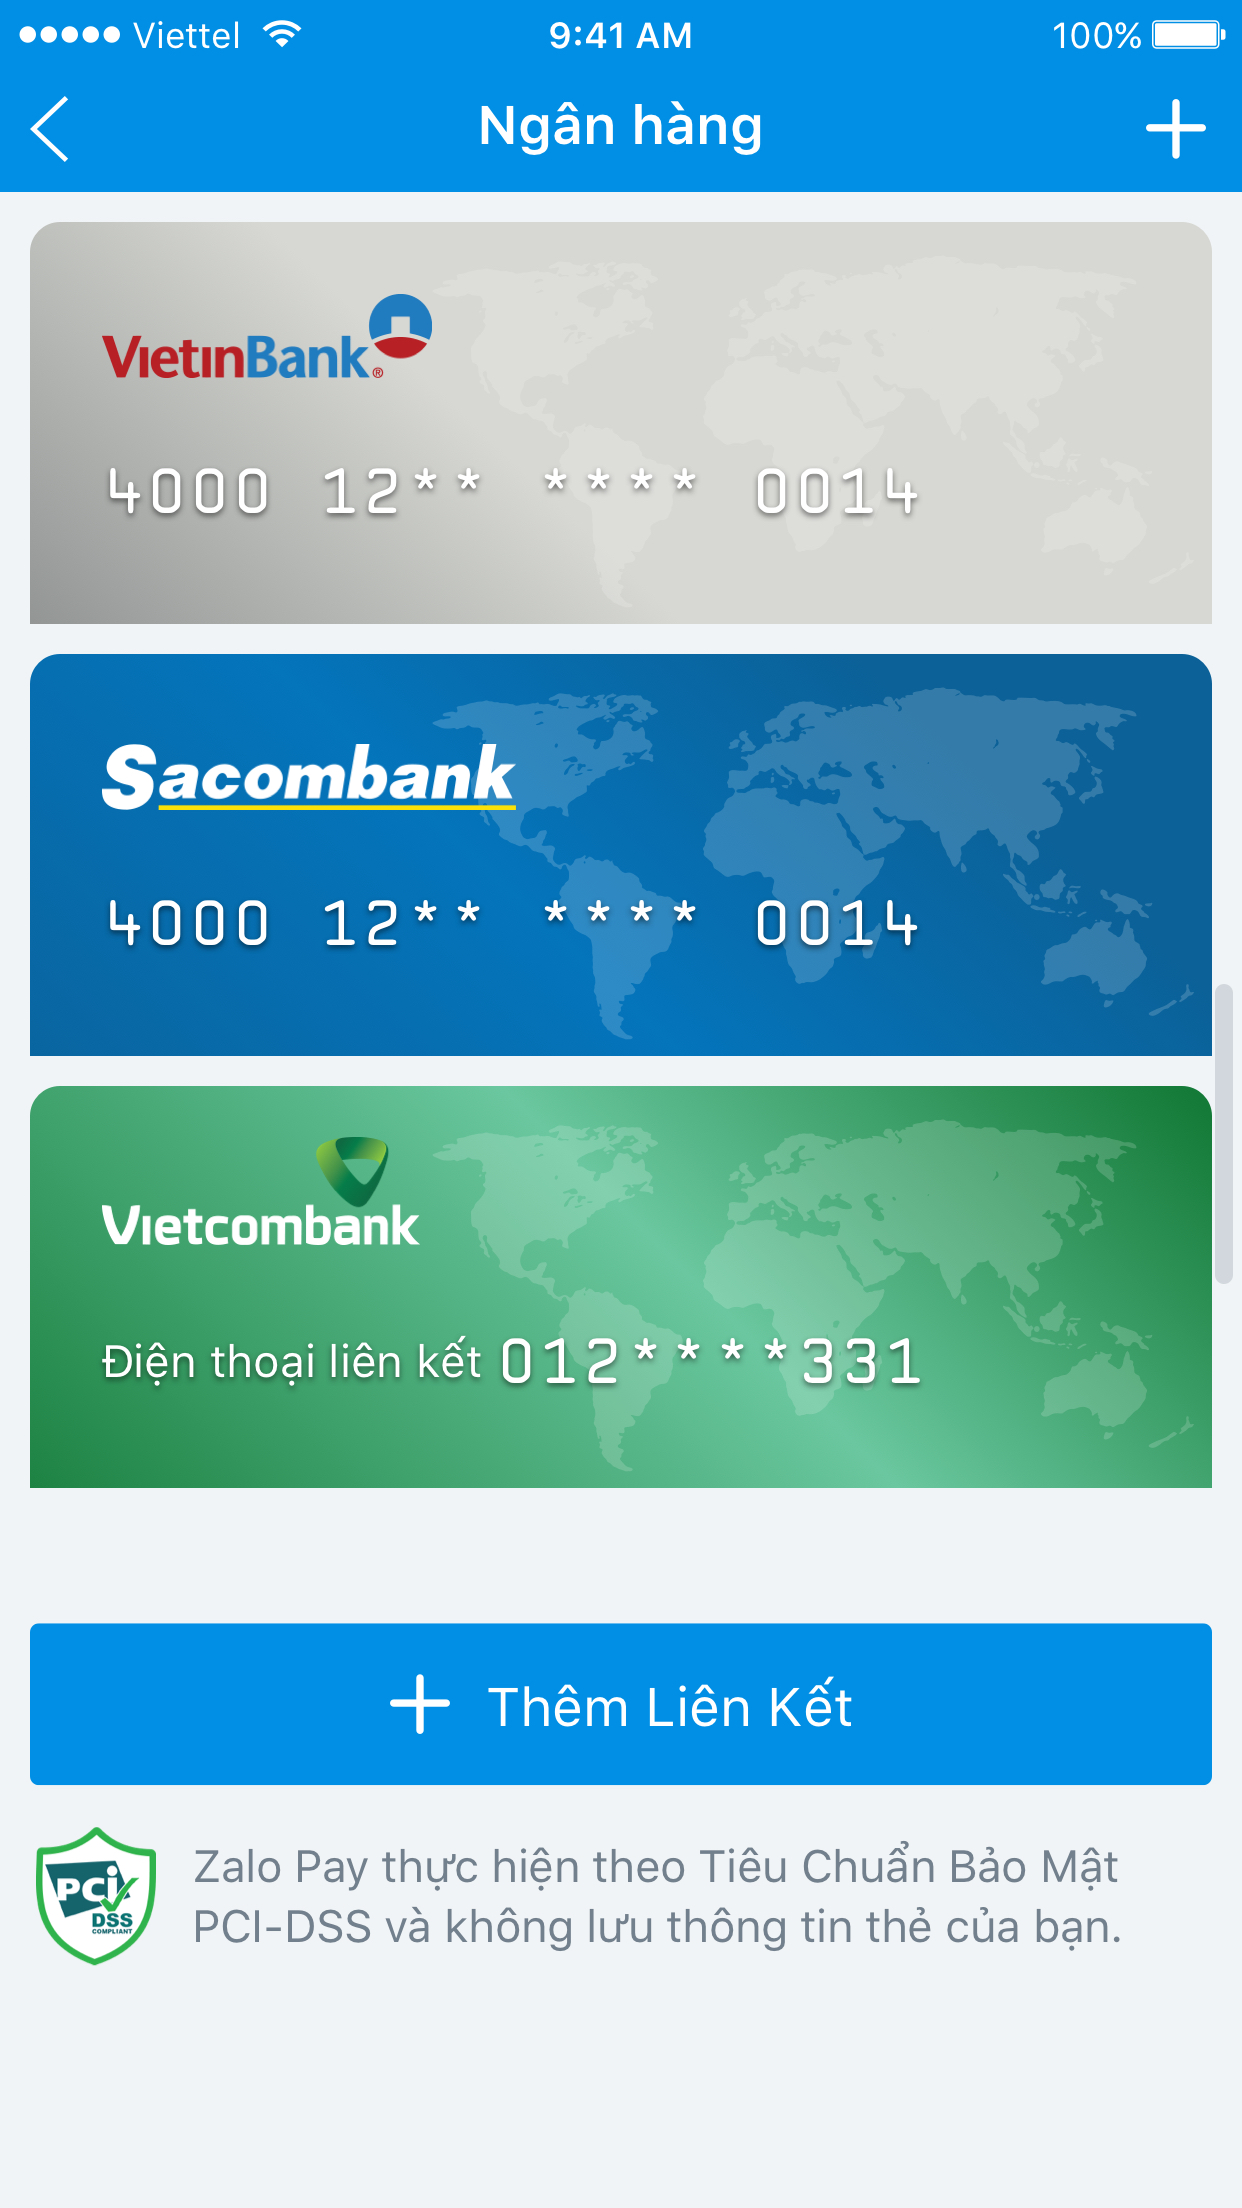 Viettel 9:41 AM 100%
Ngân hàng
VietinBank®
4000 12** **** 0014
Sacombank
4000 12** **** 0014
Vietcombank
Điện thoại liên kết 012****331
Thêm Liên Kết
PCi
DSS
COMPLIANT
Zalo Pay thực hiện theo Tiêu Chuẩn Bảo Mật
PCI-DSS và không lưu thông tin thẻ của bạn.